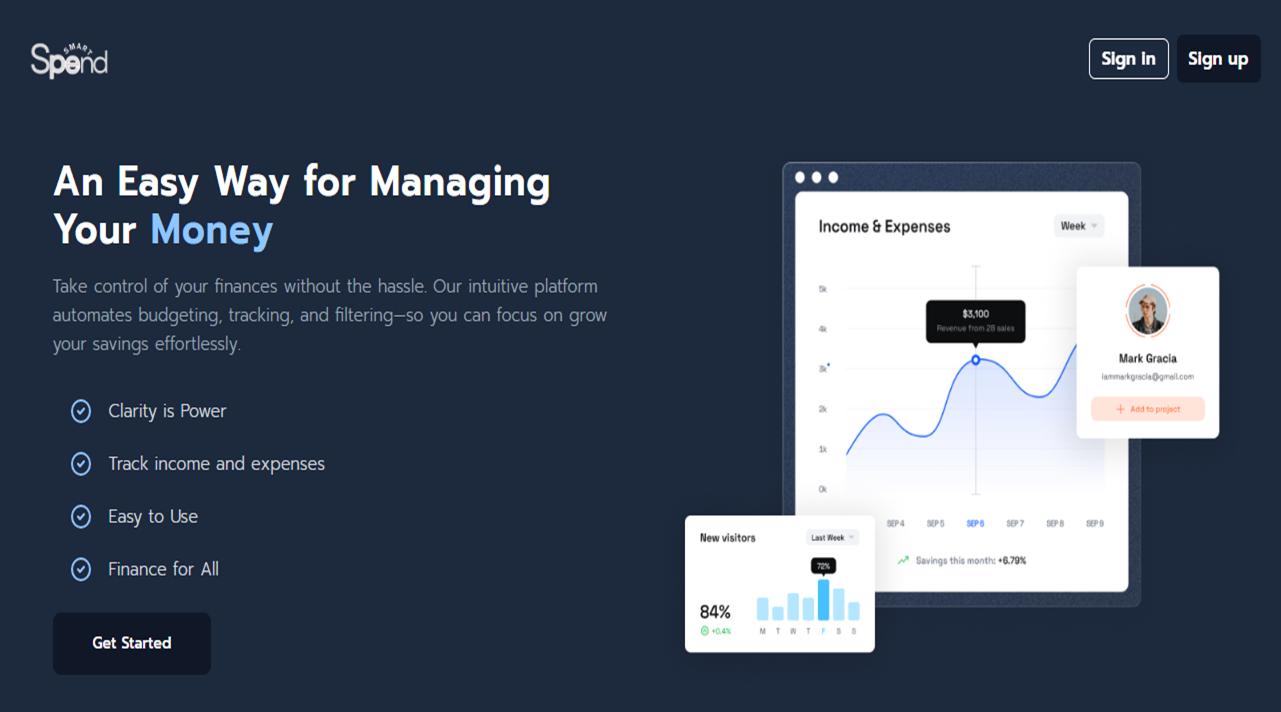 SMART
Spend
Sign in
Sign up
An Easy Way for Managing
Your Money
Take control of your finances without the hassle. Our intuitive platform
automates budgeting, tracking, and filtering—so you can focus on grow
your savings effortlessly.
Clarity is Power
Track income and expenses
Easy to Use
Finance for All
Get Started
Income & Expenses
Week
5k
4k
3k
2k
1k
0k
$3,100
Revenue from 28 sales
SEP 4 SEP 5 SEP 6 SEP 7 SEP 8 SEP 9
Savings this month: +6.79%
Mark Gracia
iammarkgracia@gmail.com
+ Add to project
New visitors
Last Week
72%
84%
+0.4%
M T W T F S S